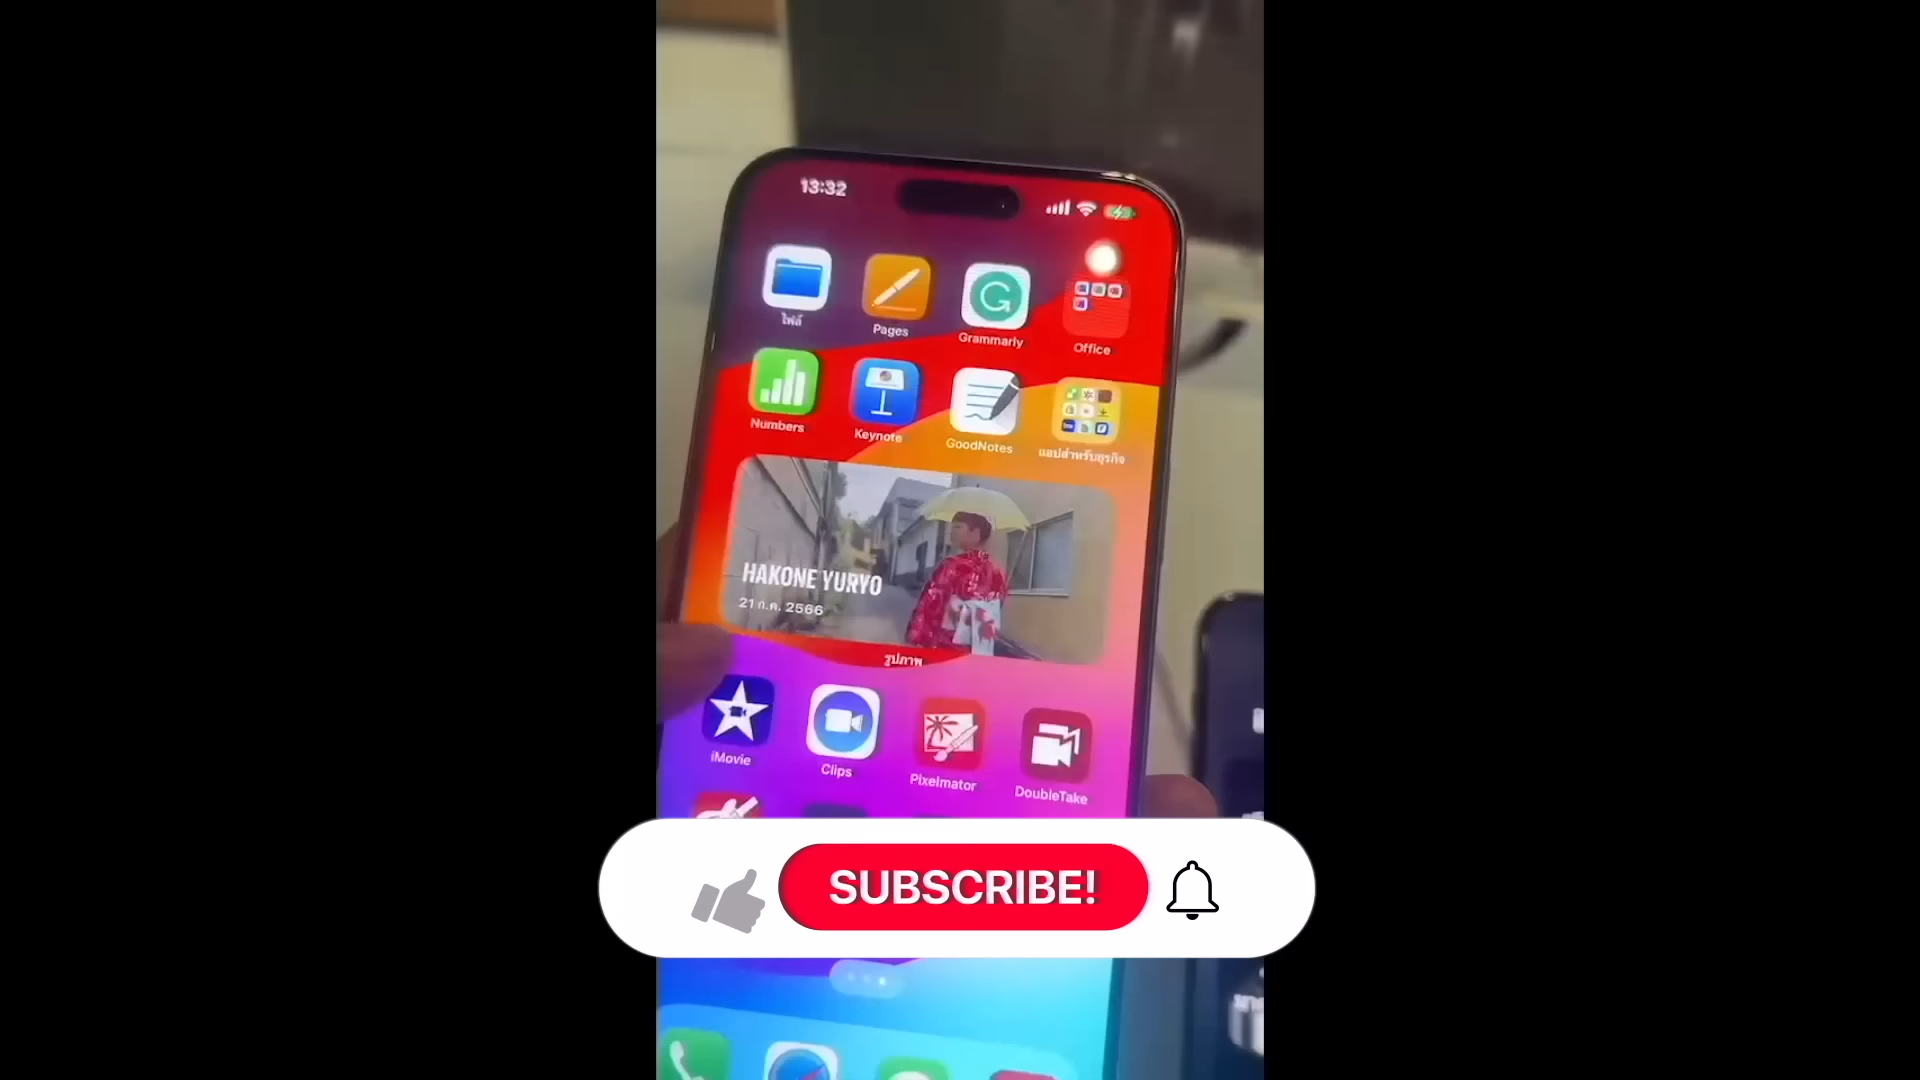 13:32
ไฟล์
Pages
Grammarly
Office
Numbers
Keynote
GoodNotes
แอปสำหรับธุรกิจ
HAKONE YURYO
21 ก.ค. 2566
รูปภาพ
iMovie
Clips
Pixelmator
DoubleTake
SUBSCRIBE!